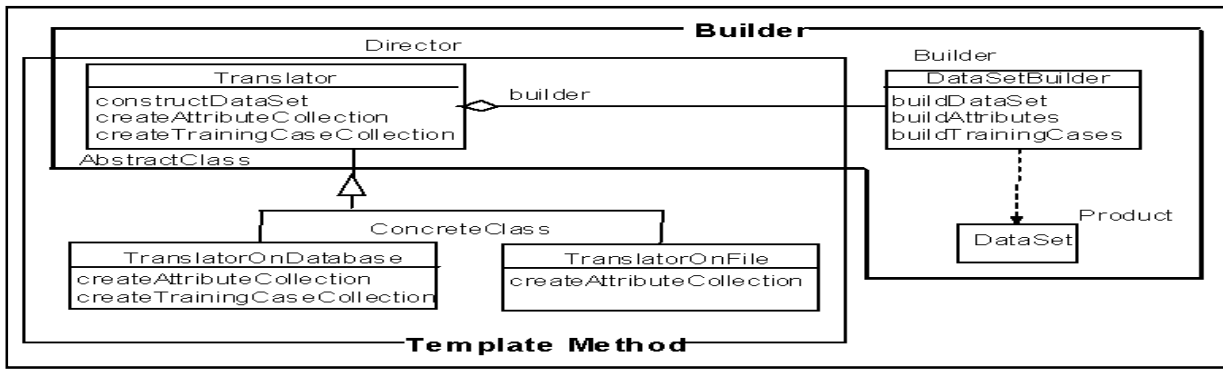 Builder
Director
Builder
Translator
constructDataSet
createAttributeCollection
createTrainingCaseCollection
builder
DataSetBuilder
buildDataSet
buildAttributes
buildTrainingCases
AbstractClass
Product
DataSet
ConcreteClass
TranslatorOnDatabase
createAttributeCollection
createTrainingCaseCollection
TranslatorOnFile
createAttributeCollection
Template Method